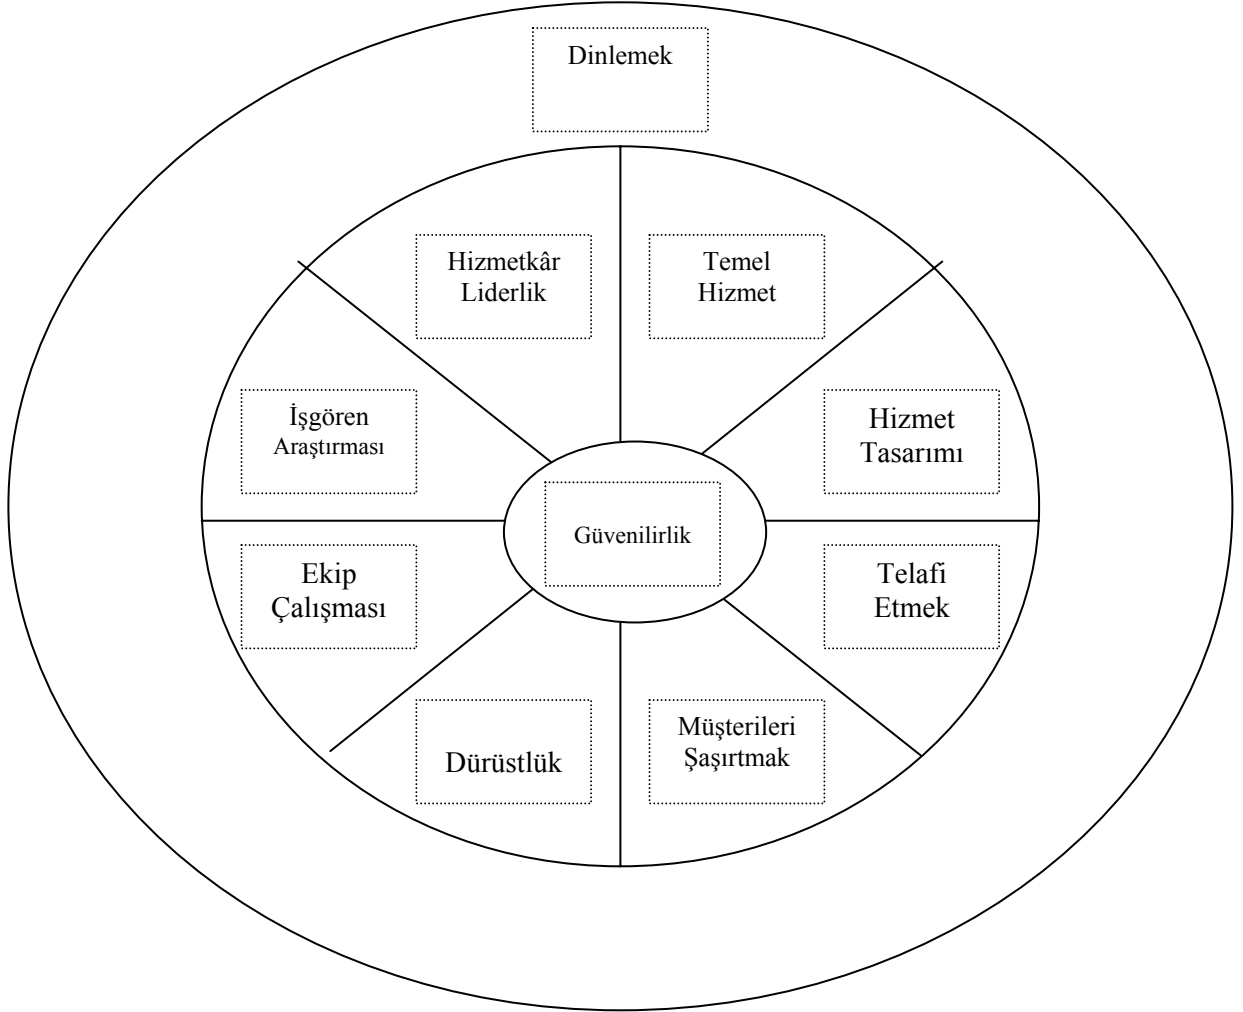 Dinlemek
Hizmetkâr
Liderlik
Temel
Hizmet
İşgören
Araştırması
Hizmet
Tasarımı
Güvenilirlik
Ekip
Çalışması
Telafi
Etmek
Dürüstlük
Müşterileri
Şaşırtmak